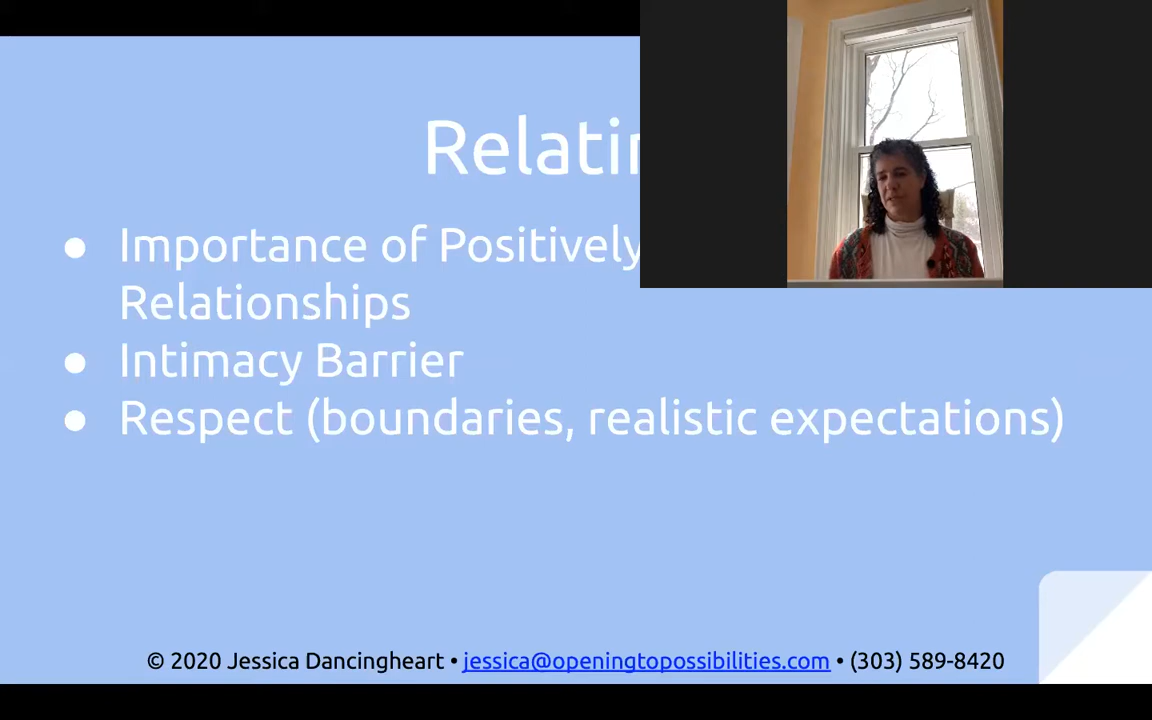 ● Importance of Positively
Relationships
● Intimacy Barrier
● Respect (boundaries, realistic expectations)
© 2020 Jessica Dancingheart • jessica@openingtopossibilities.com • (303) 589-8420